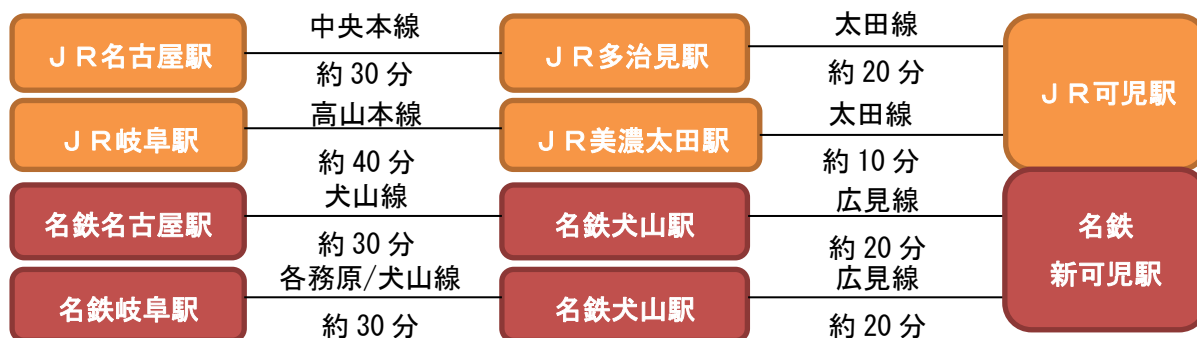 中央本線
太田線
ＪＲ名古屋駅
ＪＲ多治見駅
約 30 分
約 20 分
ＪＲ可児駅
高山本線
太田線
ＪＲ岐阜駅
ＪＲ美濃太田駅
約 40 分
約 10 分
犬山線
広見線
名鉄名古屋駅
名鉄犬山駅
名鉄
新可児駅
約 30 分
約 20 分
各務原/犬山線
広見線
名鉄岐阜駅
名鉄犬山駅
約 30 分
約 20 分